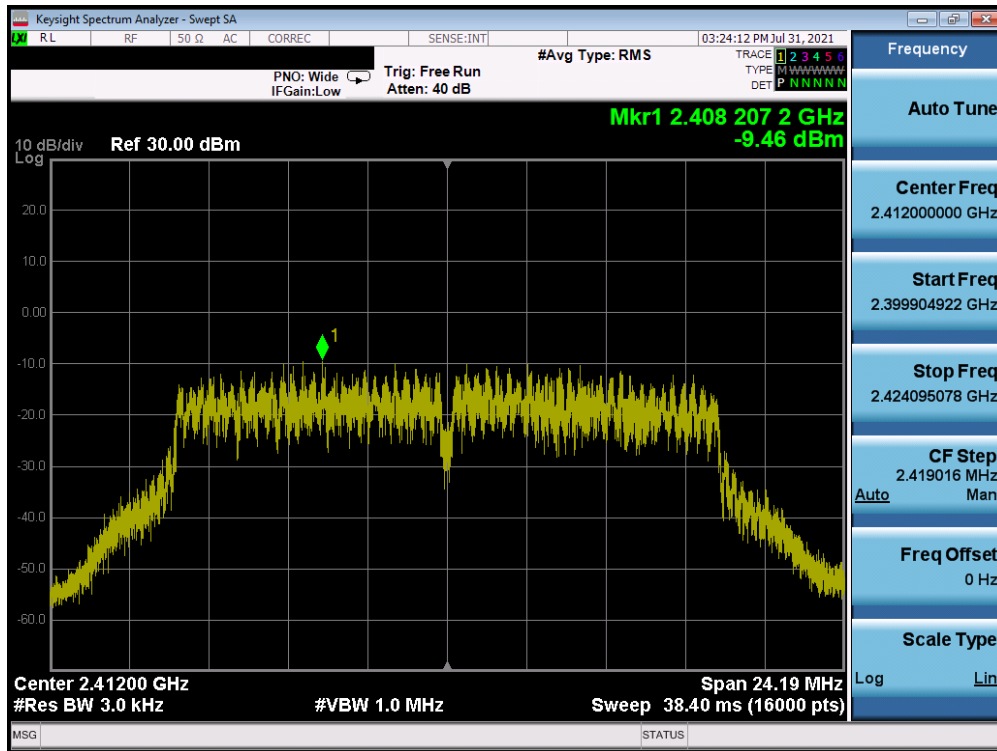 Keysight Spectrum Analyzer - Swept SA
LXI RL RF 50 Ω AC CORREC SENSE:INT 03:24:12 PM Jul 31, 2021
#Avg Type: RMS TRACE 1 2 3 4 5 6
PNO: Wide Trig: Free Run TYPE M WWWWW
IFGain:Low Atten: 40 dB DET P N N N N N
Mkr1 2.408 207 2 GHz
10 dB/div Ref 30.00 dBm -9.46 dBm
Log
20.0
10.0
0.00
1
-10.0
-20.0
-30.0
-40.0
-50.0
-60.0
Center 2.41200 GHz Span 24.19 MHz
#Res BW 3.0 kHz #VBW 1.0 MHz Sweep 38.40 ms (16000 pts)
MSG STATUS
Frequency
Auto Tune
Center Freq
2.412000000 GHz
Start Freq
2.399904922 GHz
Stop Freq
2.424095078 GHz
CF Step
2.419016 MHz
Auto Man
Freq Offset
0 Hz
Scale Type
Log Lin